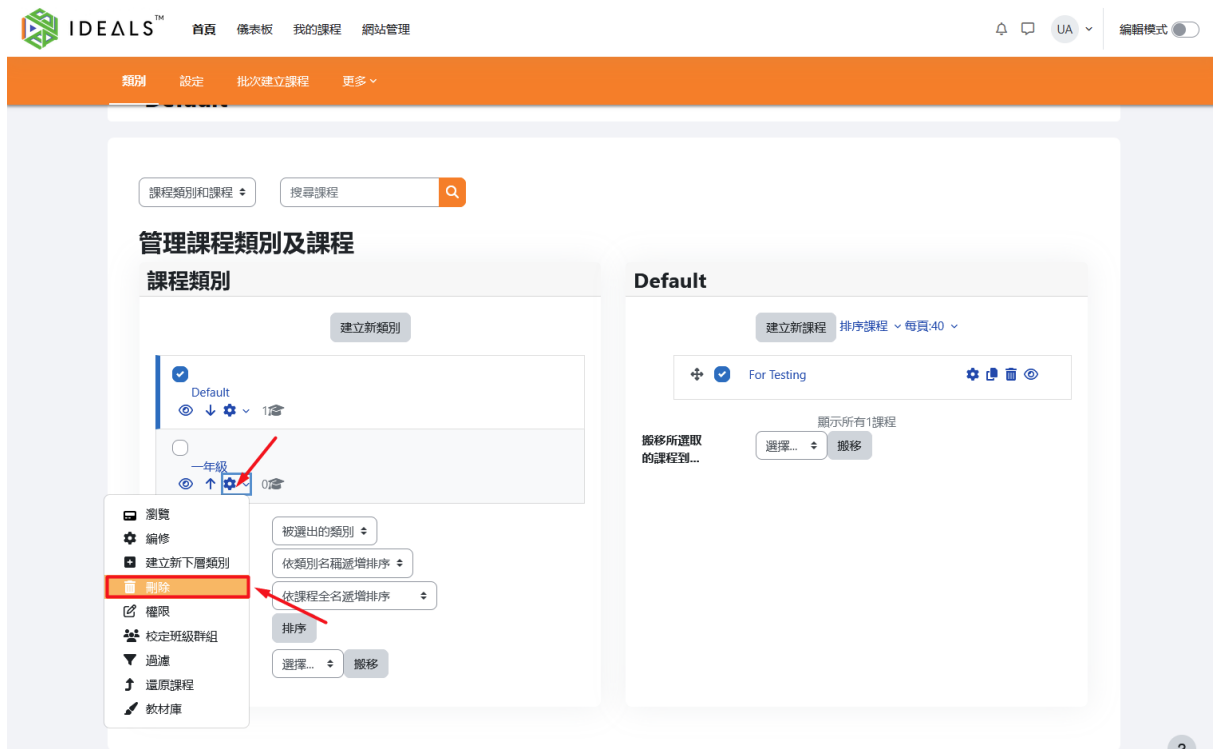 IDEALS™ 首頁 儀表板 我的課程 網站管理 UA 編輯模式
類別 設定 批次建立課程 更多
Default
課程類別和課程 搜尋課程
管理課程類別及課程
課程類別
Default
建立新類別
建立新課程 排序課程 每頁:40
Default
1
For Testing
顯示所有1課程
搬移所選取
的課程到...
選擇... 搬移
一年級
0
瀏覽
編修
建立新下層類別
刪除
權限
校定班級群組
過濾
還原課程
教材庫
被選出的類別
依類別名稱遞增排序
依課程全名遞增排序
排序
選擇... 搬移
?